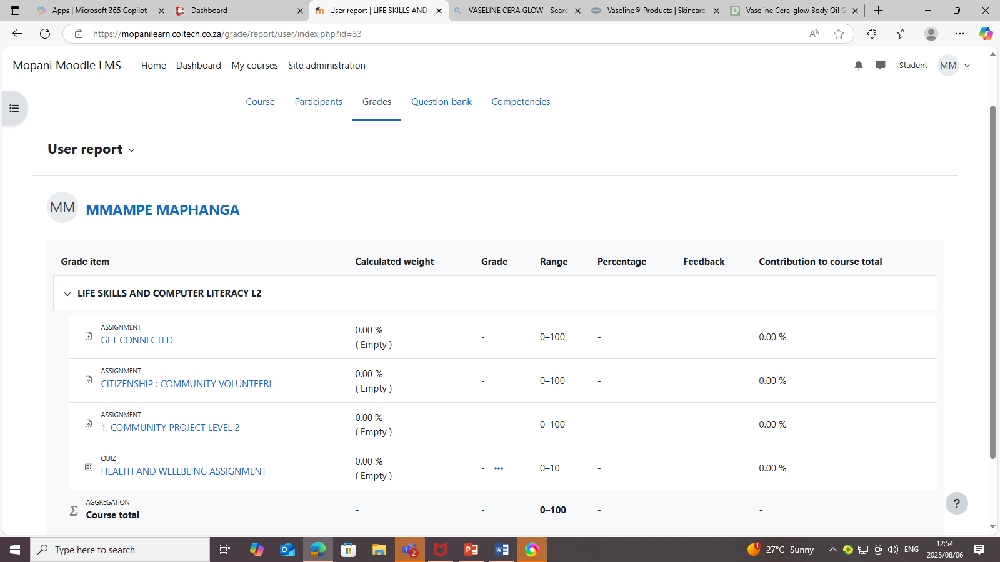 Apps | Microsoft 365 Copilot
Dashboard
User report | LIFE SKILLS AND
VASELINE CERA GLOW - Searc
Vaseline® Products | Skincare
Vaseline Cera-glow Body Oil G
https://mopanilearn.coltech.co.za/grade/report/user/index.php?id=33
Mopani Moodle LMS
Home
Dashboard
My courses
Site administration
Student
MM
Course
Participants
Grades
Question bank
Competencies
User report
MM
MMAMPE MAPHANGA
Grade item
Calculated weight
Grade
Range
Percentage
Feedback
Contribution to course total
LIFE SKILLS AND COMPUTER LITERACY L2
ASSIGNMENT
GET CONNECTED
0.00 %
( Empty )
-
0–100
-
0.00 %
ASSIGNMENT
CITIZENSHIP : COMMUNITY VOLUNTEERI
0.00 %
( Empty )
-
0–100
-
0.00 %
ASSIGNMENT
1. COMMUNITY PROJECT LEVEL 2
0.00 %
( Empty )
-
0–100
-
0.00 %
QUIZ
HEALTH AND WELLBEING ASSIGNMENT
0.00 %
( Empty )
-
0–10
-
0.00 %
AGGREGATION
Course total
-
-
0–100
-
-
?
Type here to search
2
1
27°C Sunny
ENG
12:54
2025/08/06